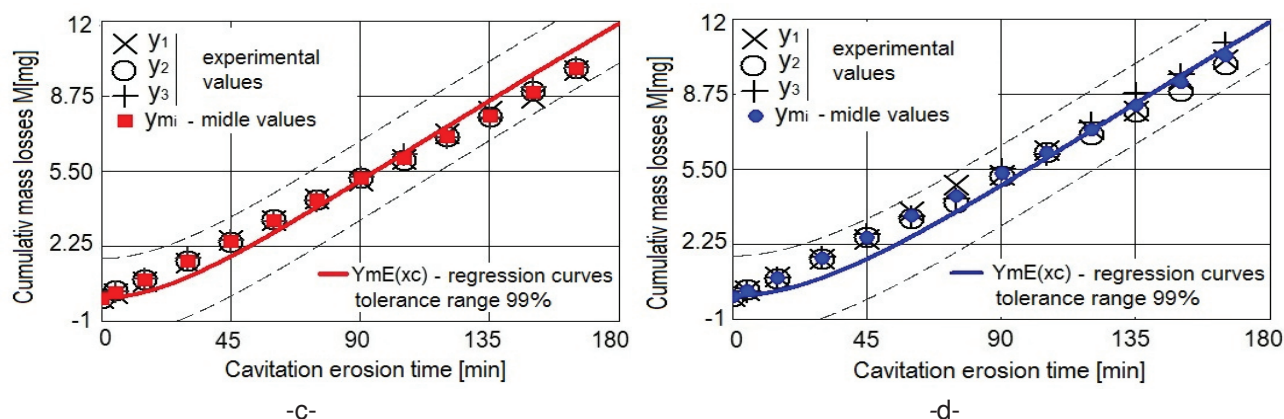 Cumulativ mass losses M[mg]
12
8.75
5.50
2.25
-1
y1
y2
y3
experimental
values
ymi - midle values
YmE(xc) - regression curves
tolerance range 99%
0
45
90
135
180
Cavitation erosion time [min]
-c-
Cumulativ mass losses M[mg]
12
8.75
5.50
2.25
-1
y1
y2
y3
experimental
values
ymi - midle values
YmE(xc) - regression curves
tolerance range 99%
0
45
90
135
180
Cavitation erosion time [min]
-d-